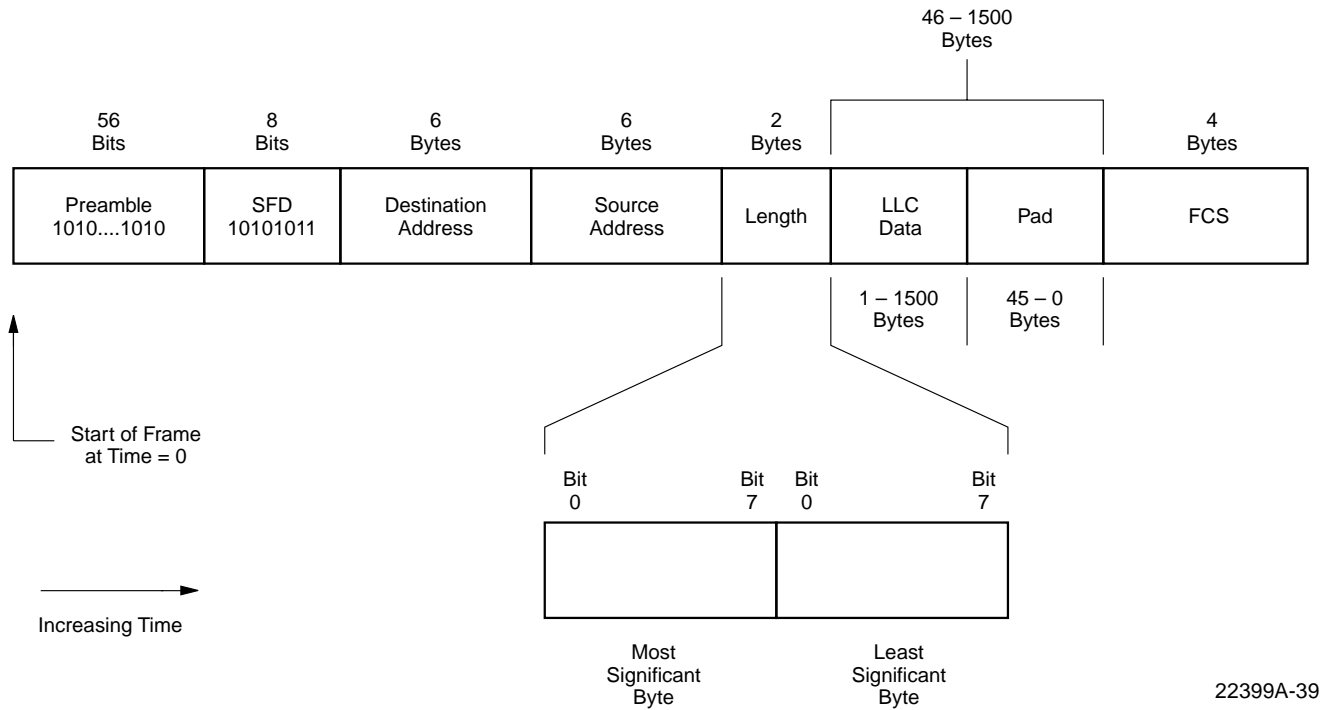 46 – 1500
Bytes
56
Bits
8
Bits
6
Bytes
6
Bytes
2
Bytes
4
Bytes
Preamble
1010....1010
SFD
10101011
Destination
Address
Source
Address
Length
LLC
Data
Pad
FCS
1 – 1500
Bytes
45 – 0
Bytes
Start of Frame
at Time = 0
Bit
0
Bit
7
Bit
0
Bit
7
Increasing Time
Most
Significant
Byte
Least
Significant
Byte
22399A-39